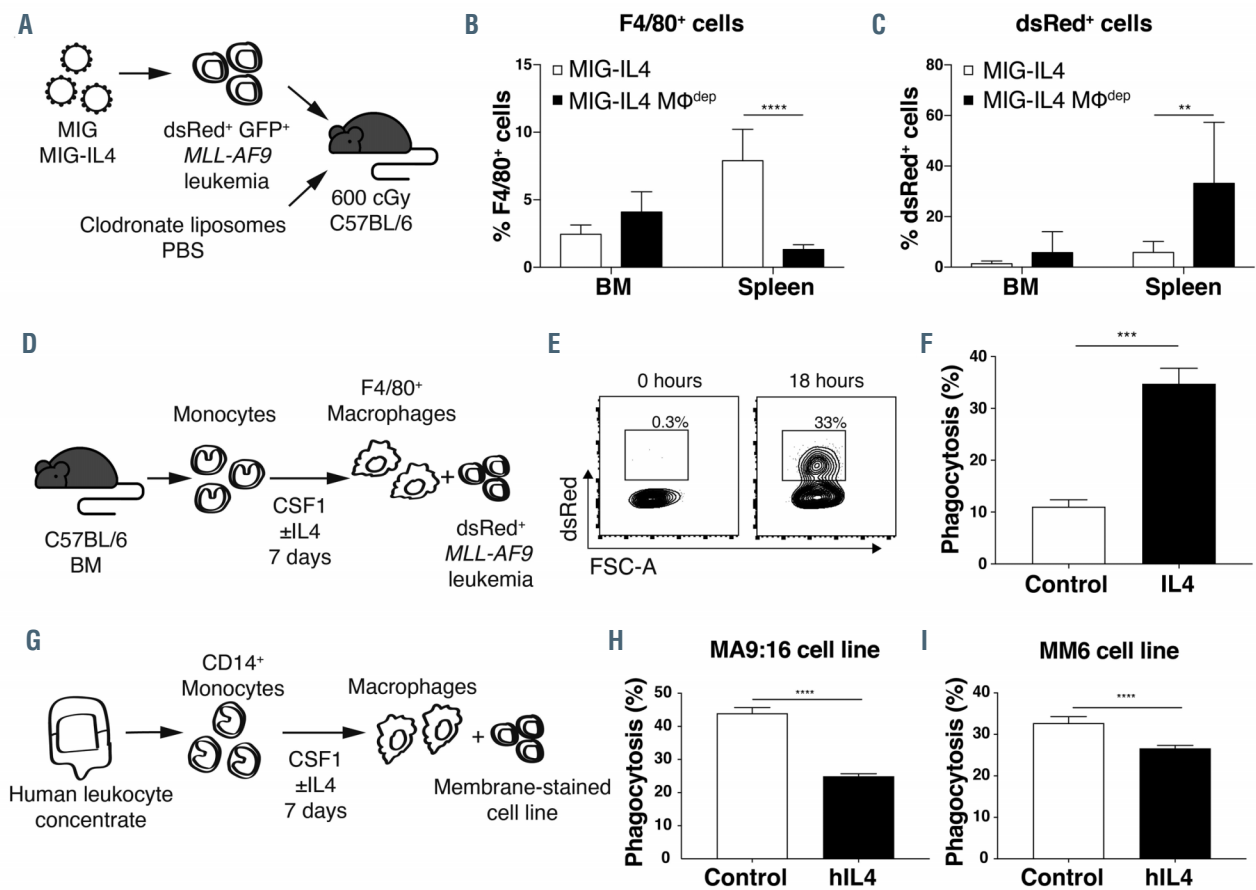 A
MIG
MIG-IL4
dsRed⁺ GFP⁺
MLL-AF9
leukemia
Clodronate liposomes
PBS
600 cGy
C57BL/6
B
F4/80⁺ cells
MIG-IL4
MIG-IL4 MΦᵈᵉᵖ
% F4/80⁺ cells
15
10
5
0
****
BM
Spleen
C
dsRed⁺ cells
MIG-IL4
MIG-IL4 MΦᵈᵉᵖ
% dsRed⁺ cells
80
60
40
20
0
**
BM
Spleen
D
C57BL/6
BM
Monocytes
CSF1
±IL4
7 days
F4/80⁺
Macrophages
+
dsRed⁺
MLL-AF9
leukemia
E
0 hours
18 hours
0.3%
33%
dsRed
FSC-A
F
Phagocytosis (%)
40
30
20
10
0
***
Control
IL4
G
Human leukocyte
concentrate
CD14⁺
Monocytes
CSF1
±IL4
7 days
Macrophages
+
Membrane-stained
cell line
H
MA9:16 cell line
Phagocytosis (%)
50
40
30
20
10
0
****
Control
hIL4
I
MM6 cell line
Phagocytosis (%)
40
30
20
10
0
****
Control
hIL4